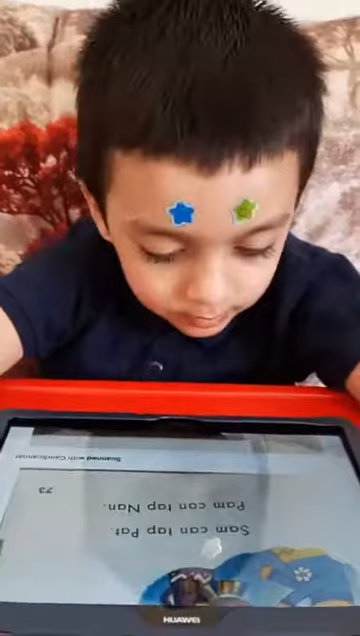 Sam can tap Pat.
Pam can tap Nan.
73
Scanned with CamScanner
HUAWEI